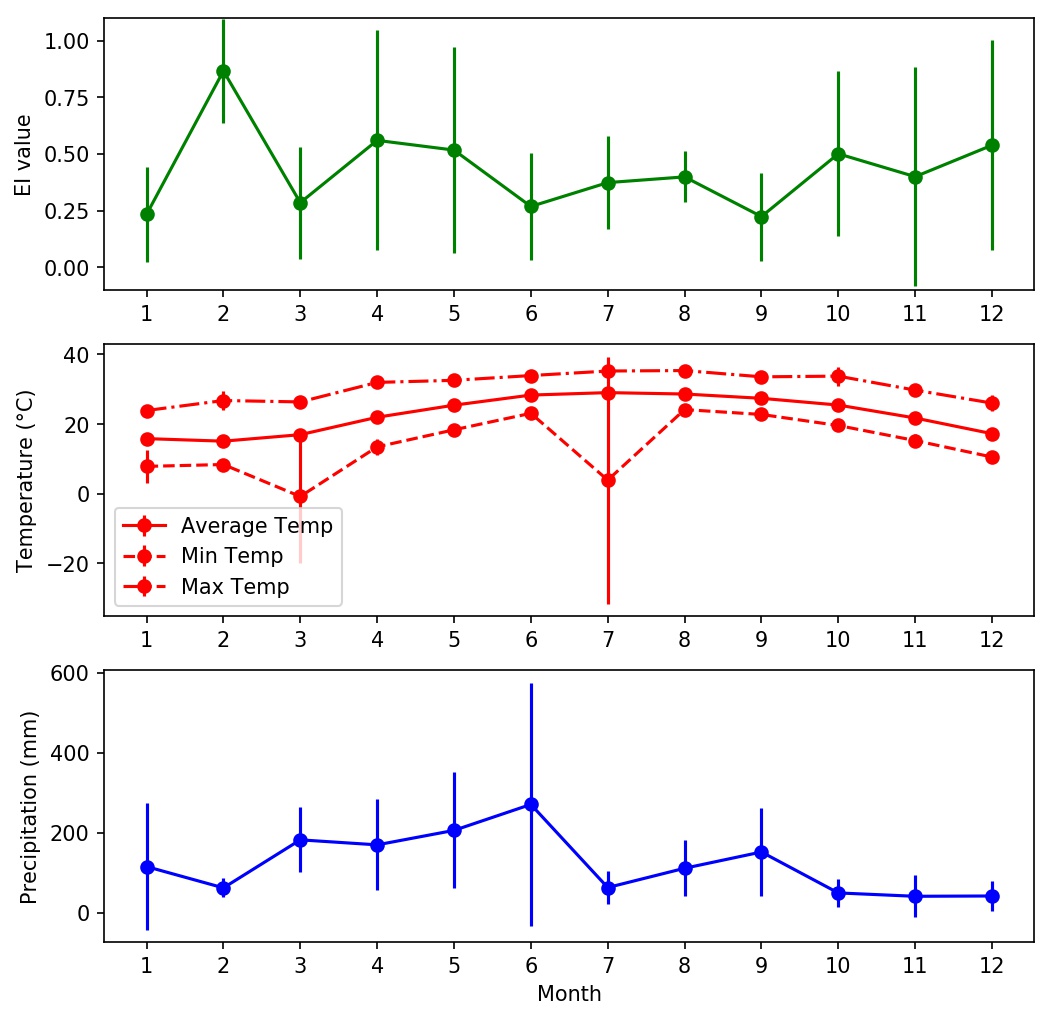 EI value
1.00
0.75
0.50
0.25
0.00
1 2 3 4 5 6 7 8 9 10 11 12
Temperature (°C)
40
20
0
−20
Average Temp
Min Temp
Max Temp
1 2 3 4 5 6 7 8 9 10 11 12
Precipitation (mm)
600
400
200
0
1 2 3 4 5 6 7 8 9 10 11 12
Month